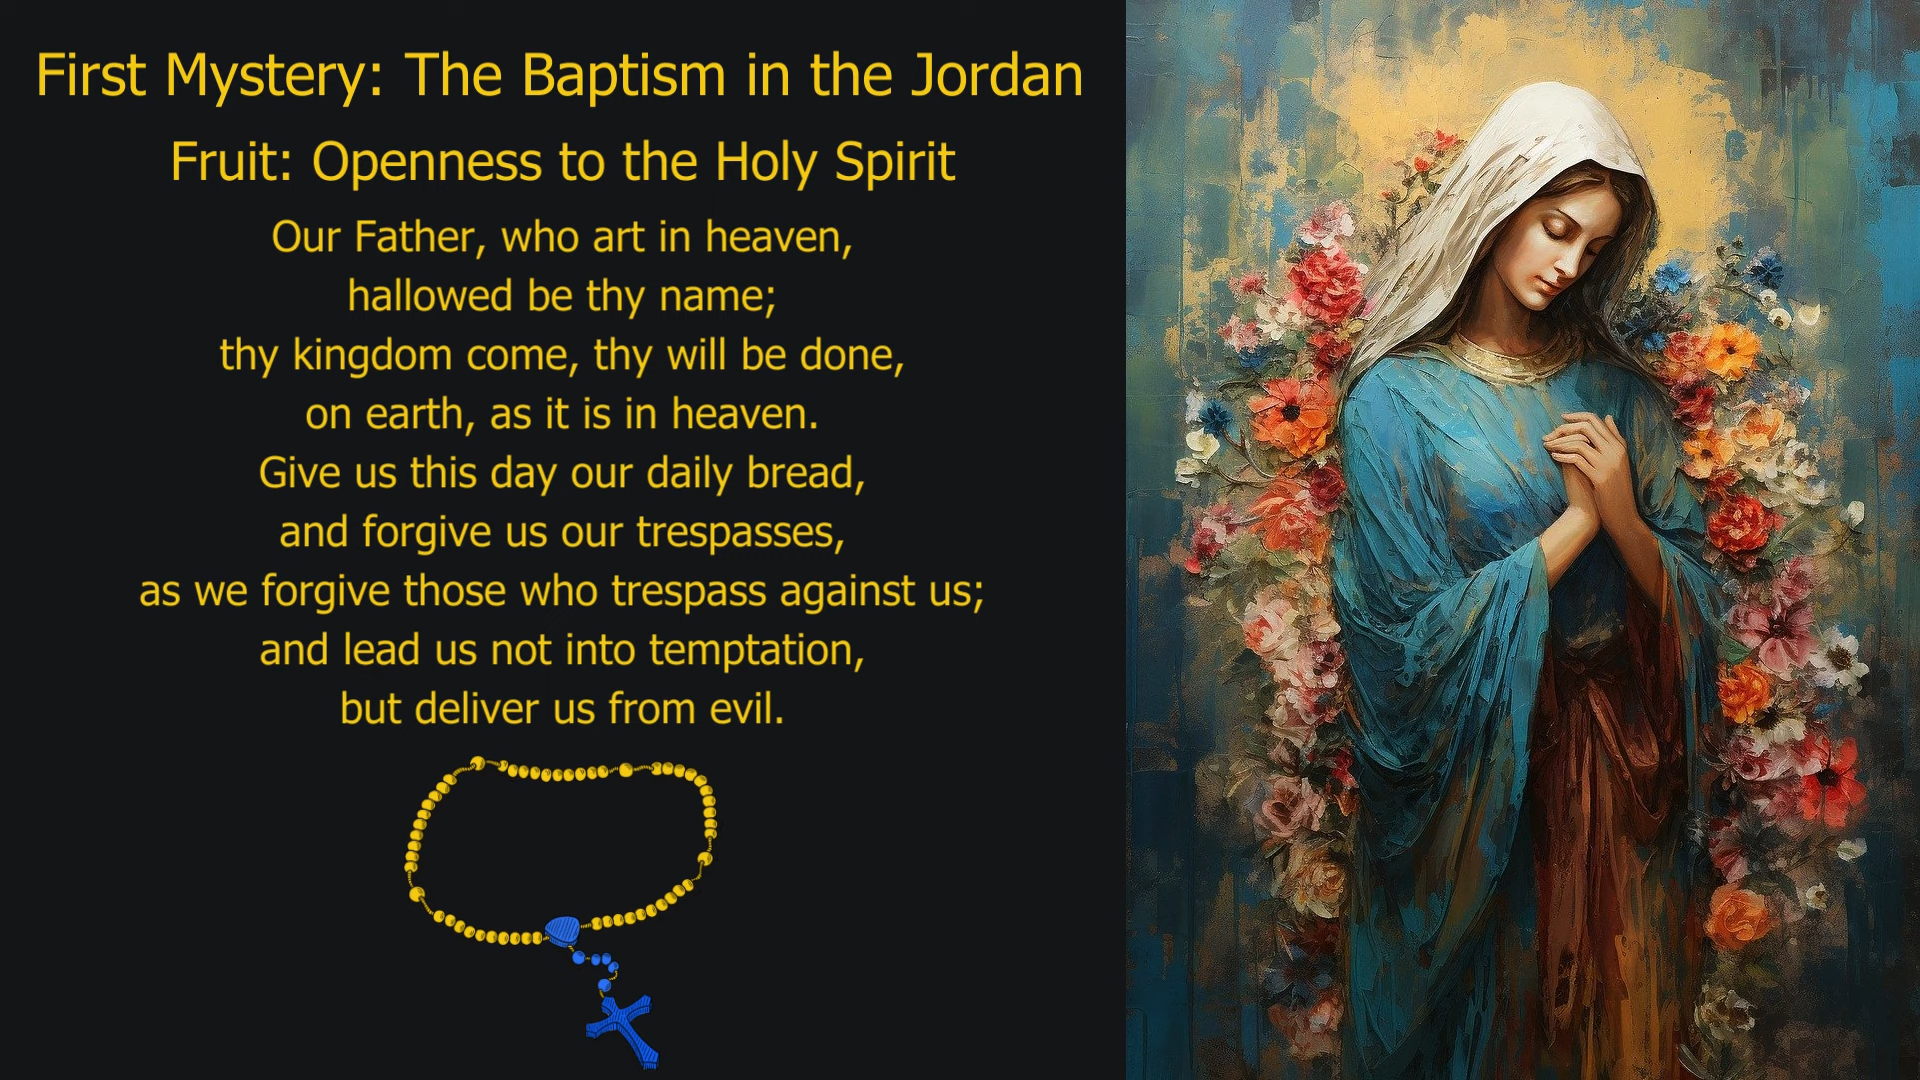 First Mystery: The Baptism in the Jordan
Fruit: Openness to the Holy Spirit
Our Father, who art in heaven,
hallowed be thy name;
thy kingdom come, thy will be done,
on earth, as it is in heaven.
Give us this day our daily bread,
and forgive us our trespasses,
as we forgive those who trespass against us;
and lead us not into temptation,
but deliver us from evil.